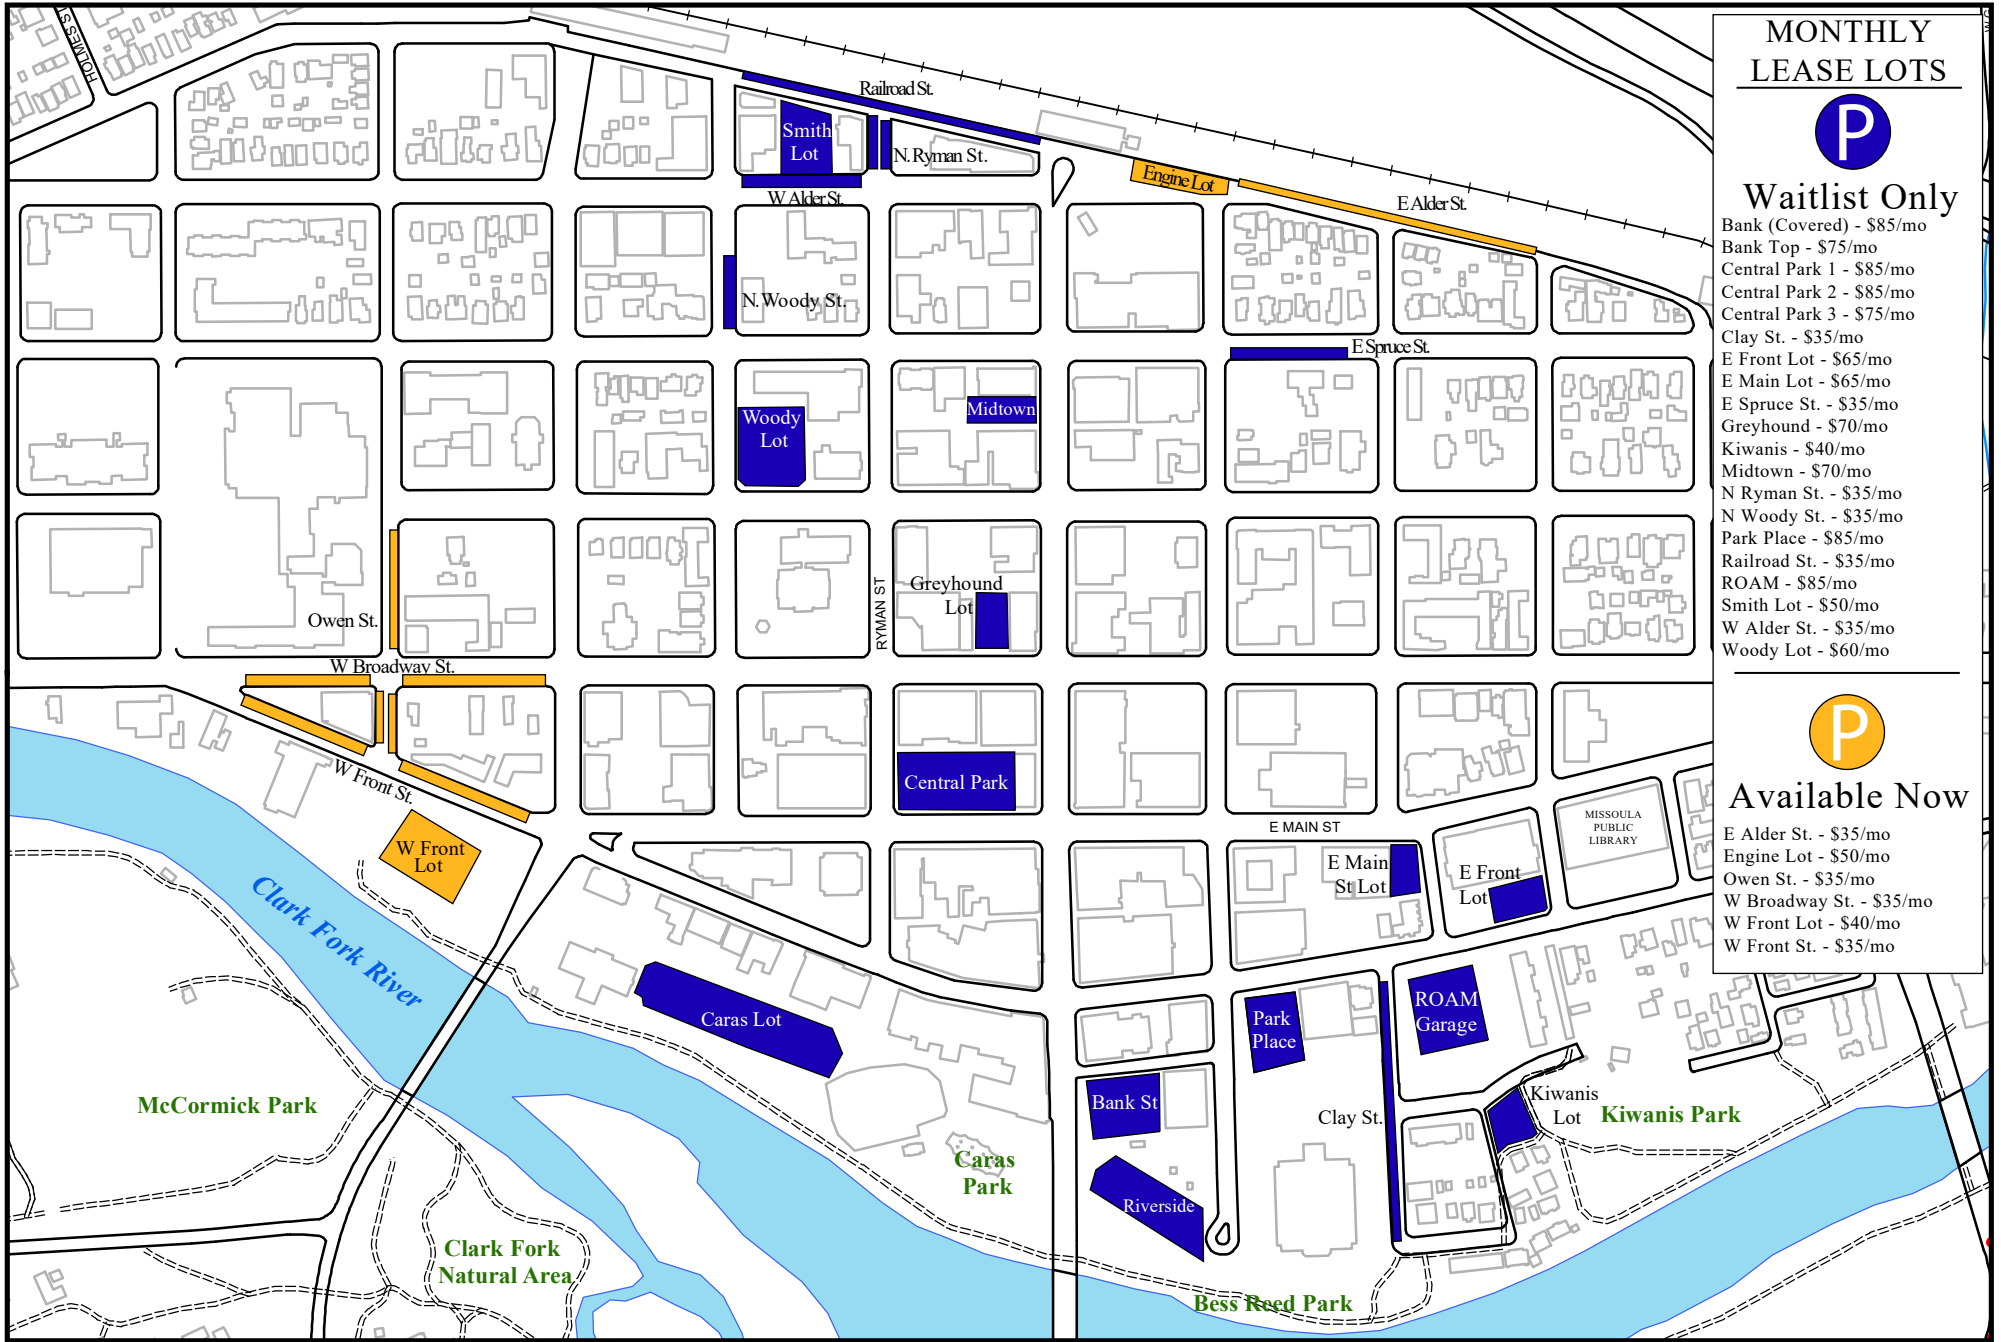 HOLMES ST
Railroad St.
Smith
Lot
N.Ryman St.
W Alder St.
Engine Lot
E Alder St.
N.Woody St.
E Spruce St.
Woody
Lot
Midtown
RYMAN ST
Greyhound
Lot
Owen St.
W Broadway St.
W Front St.
Central Park
W Front
Lot
E MAIN ST
MISSOULA
PUBLIC
LIBRARY
E Main
St Lot
E Front
Lot
Clark Fork River
Caras Lot
Park
Place
ROAM
Garage
McCormick Park
Bank St
Clay St.
Kiwanis
Lot
Kiwanis Park
Caras
Park
Riverside
Clark Fork
Natural Area
Bess Reed Park
MONTHLY
LEASE LOTS
P
Waitlist Only
Bank (Covered) - $85/mo
Bank Top - $75/mo
Central Park 1 - $85/mo
Central Park 2 - $85/mo
Central Park 3 - $75/mo
Clay St. - $35/mo
E Front Lot - $65/mo
E Main Lot - $65/mo
E Spruce St. - $35/mo
Greyhound - $70/mo
Kiwanis - $40/mo
Midtown - $70/mo
N Ryman St. - $35/mo
N Woody St. - $35/mo
Park Place - $85/mo
Railroad St. - $35/mo
ROAM - $85/mo
Smith Lot - $50/mo
W Alder St. - $35/mo
Woody Lot - $60/mo
P
Available Now
E Alder St. - $35/mo
Engine Lot - $50/mo
Owen St. - $35/mo
W Broadway St. - $35/mo
W Front Lot - $40/mo
W Front St. - $35/mo